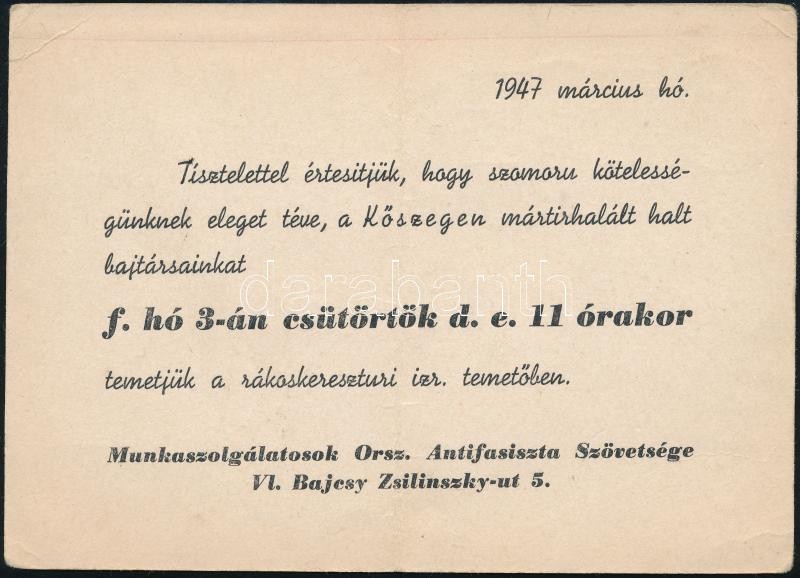 1947 március hó.
Tisztelettel értesitjük, hogy szomoru kötelessé-
günknek eleget téve, a Kőszegen mártirhalált halt
bajtársainkat
darabanth
f. hó 3-án csütörtök d. e. 11 órakor
temetjük a rákoskereszturi izr. temetőben.
Munkaszolgálatosok Orsz. Antifasiszta Szövetsége
VI. Bajcsy Zsilinszky-ut 5.